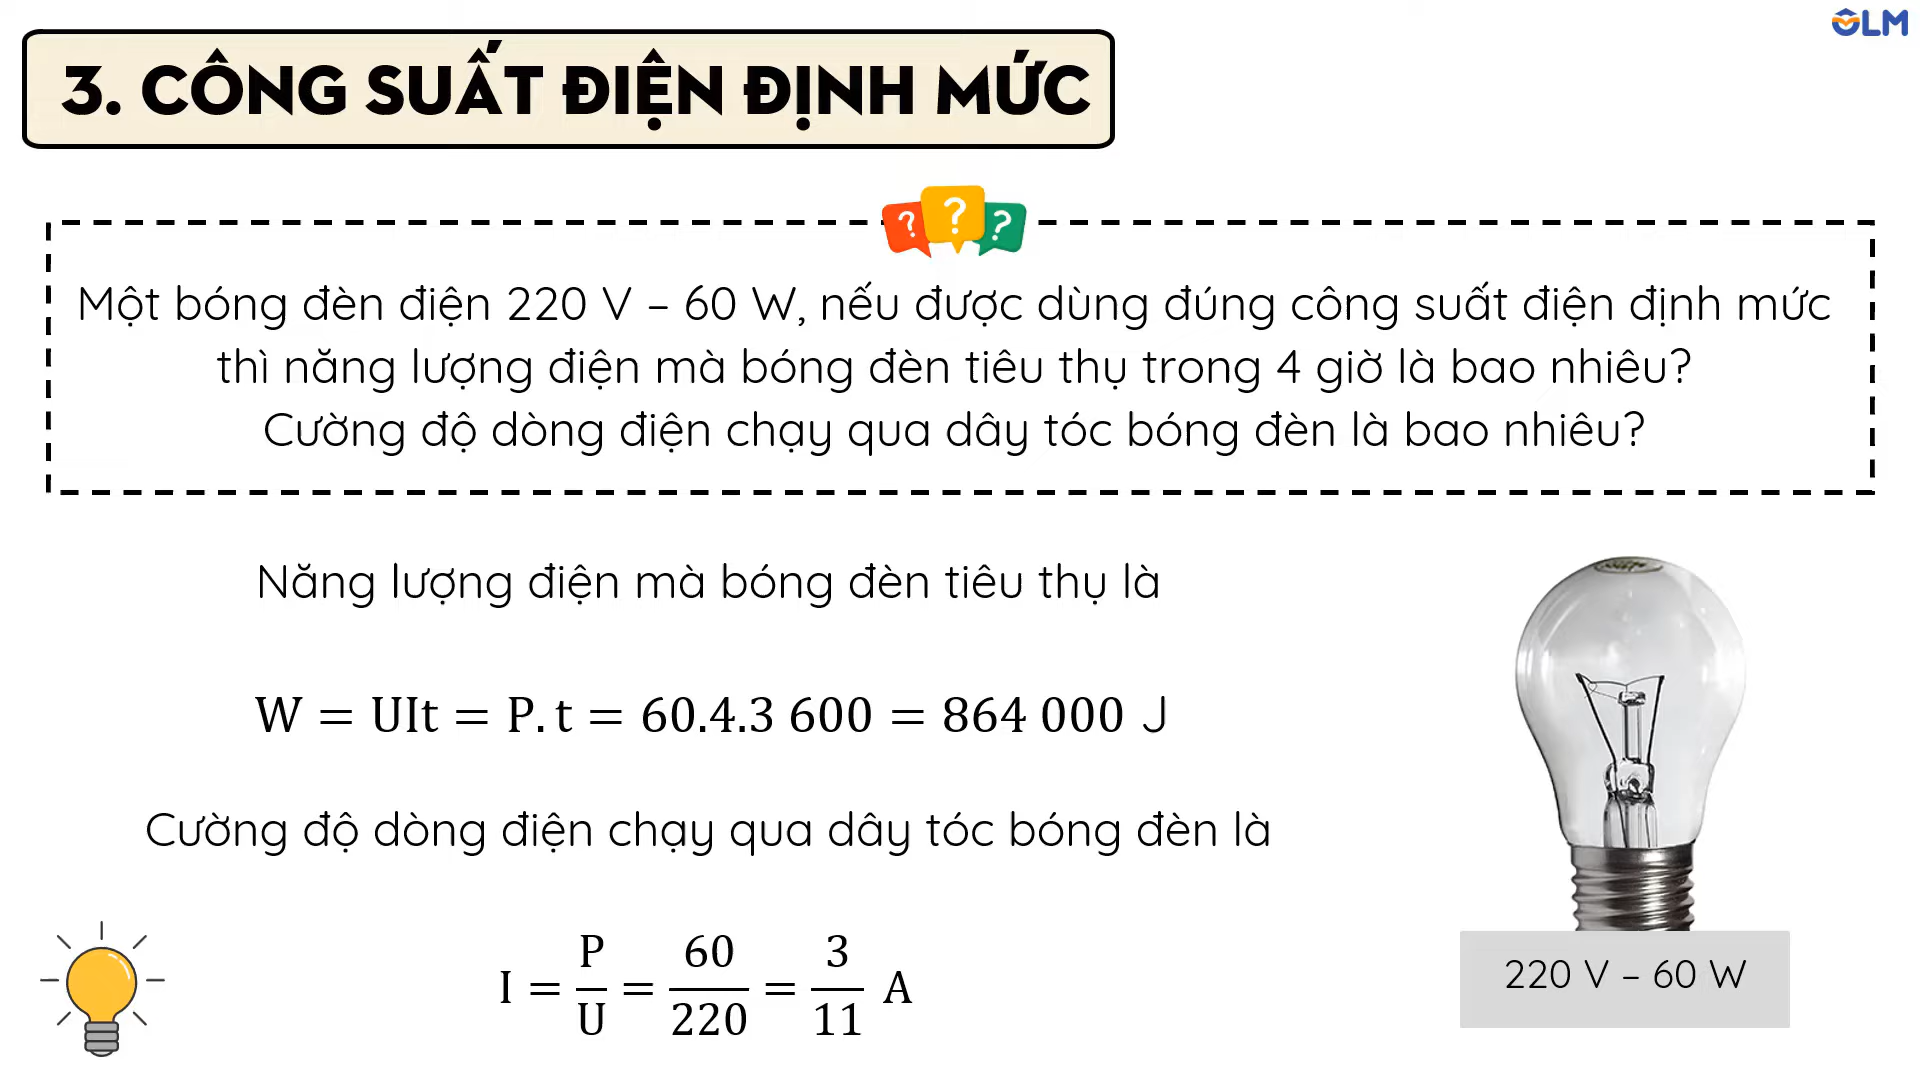 OLM
3. CÔNG SUẤT ĐIỆN ĐỊNH MỨC
? ? ?
Một bóng đèn điện 220 V – 60 W, nếu được dùng đúng công suất điện định mức
thì năng lượng điện mà bóng đèn tiêu thụ trong 4 giờ là bao nhiêu?
Cường độ dòng điện chạy qua dây tóc bóng đèn là bao nhiêu?
Năng lượng điện mà bóng đèn tiêu thụ là
W = UIt = P. t = 60.4.3 600 = 864 000 J
Cường độ dòng điện chạy qua dây tóc bóng đèn là
I = P/U = 60/220 = 3/11 A
220 V – 60 W